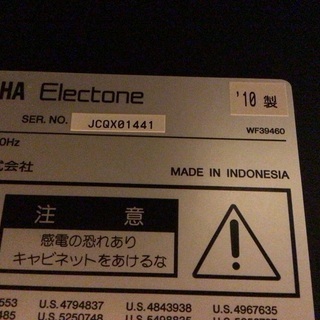 HA Electone
'10 製
SER. NO. JCQX01441
WF39460
0Hz
式会社
MADE IN INDONESIA
注 意
感電の恐れあり
キャビネットをあけるな
553 U.S.4794837 U.S.4843938 U.S.4967635
485 U.S.5250748 U.S.5498835